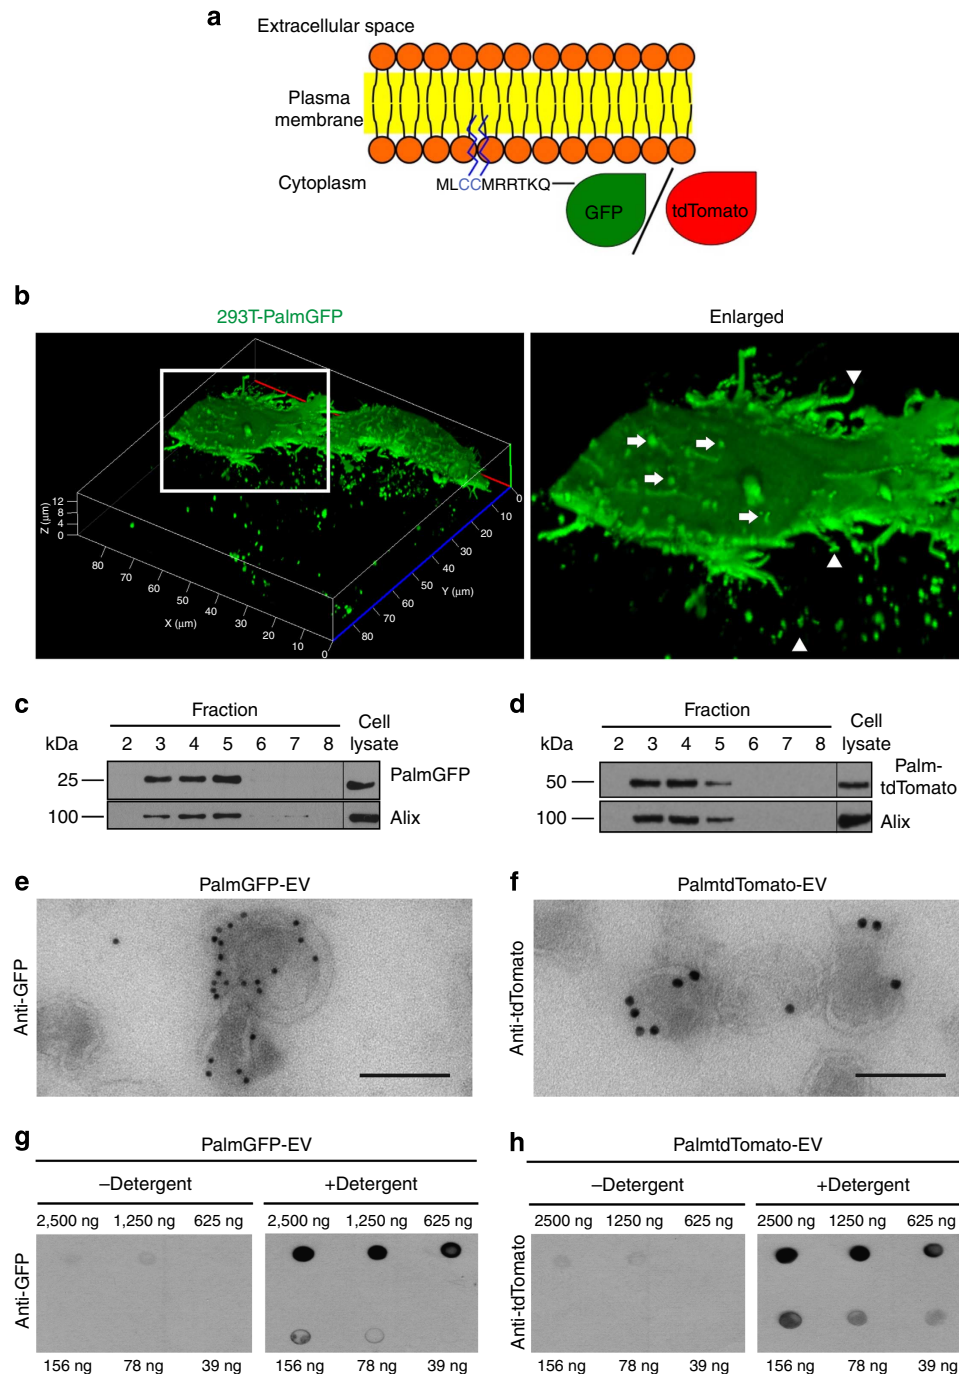 a
Extracellular space
Plasma
membrane
Cytoplasm
MLCCMRRTKQ
GFP
tdTomato
b
293T-PalmGFP
Enlarged
Z (μm)
12
8
4
0
80
70
60
50
40
30
20
10
0
X (μm)
80
70
60
50
40
30
20
10
0
Y (μm)
c
Fraction
Cell
lysate
kDa
2 3 4 5 6 7 8
25
PalmGFP
100
Alix
d
Fraction
Cell
lysate
kDa
2 3 4 5 6 7 8
50
Palm-
tdTomato
100
Alix
e
PalmGFP-EV
Anti-GFP
f
PalmtdTomato-EV
Anti-tdTomato
g
PalmGFP-EV
–Detergent
+Detergent
2,500 ng 1,250 ng 625 ng
2,500 ng 1,250 ng 625 ng
Anti-GFP
156 ng 78 ng 39 ng
156 ng 78 ng 39 ng
h
PalmtdTomato-EV
–Detergent
+Detergent
2500 ng 1250 ng 625 ng
2500 ng 1250 ng 625 ng
Anti-tdTomato
156 ng 78 ng 39 ng
156 ng 78 ng 39 ng